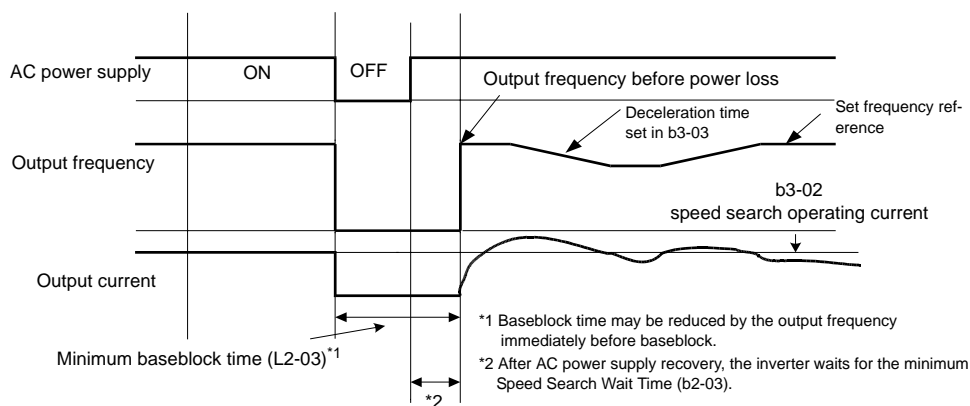 AC power supply
ON
OFF
Output frequency before power loss
Deceleration time
set in b3-03
Set frequency ref-
erence
Output frequency
b3-02
speed search operating current
Output current
*1 Baseblock time may be reduced by the output frequency
immediately before baseblock.
Minimum baseblock time (L2-03)*1
*2 After AC power supply recovery, the inverter waits for the minimum
Speed Search Wait Time (b2-03).
*2